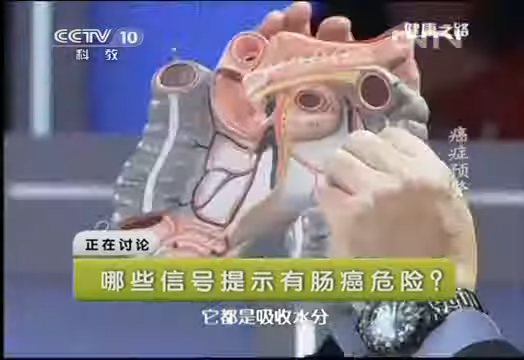 CCTV 10
科教
健康之路
癌症预警
正在讨论
哪些信号提示有肠癌危险？
它都是吸收水分